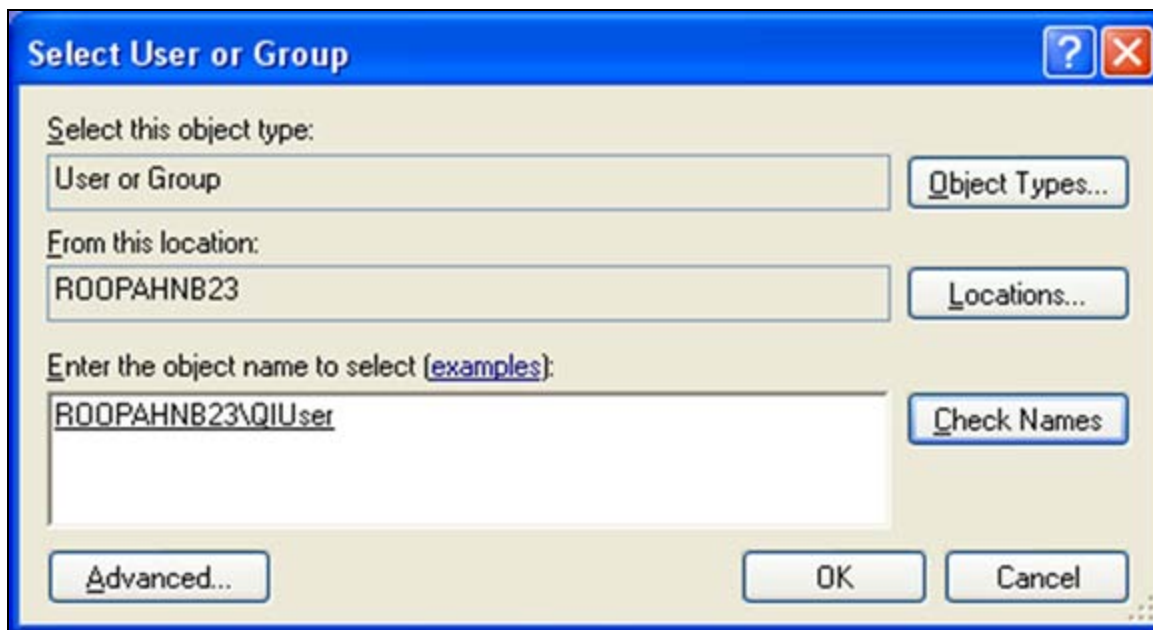 Select User or Group
?
Select this object type:
User or Group
Object Types...
From this location:
ROOPAHNB23
Locations...
Enter the object name to select (examples):
ROOPAHNB23\QIUser
Check Names
Advanced...
OK
Cancel